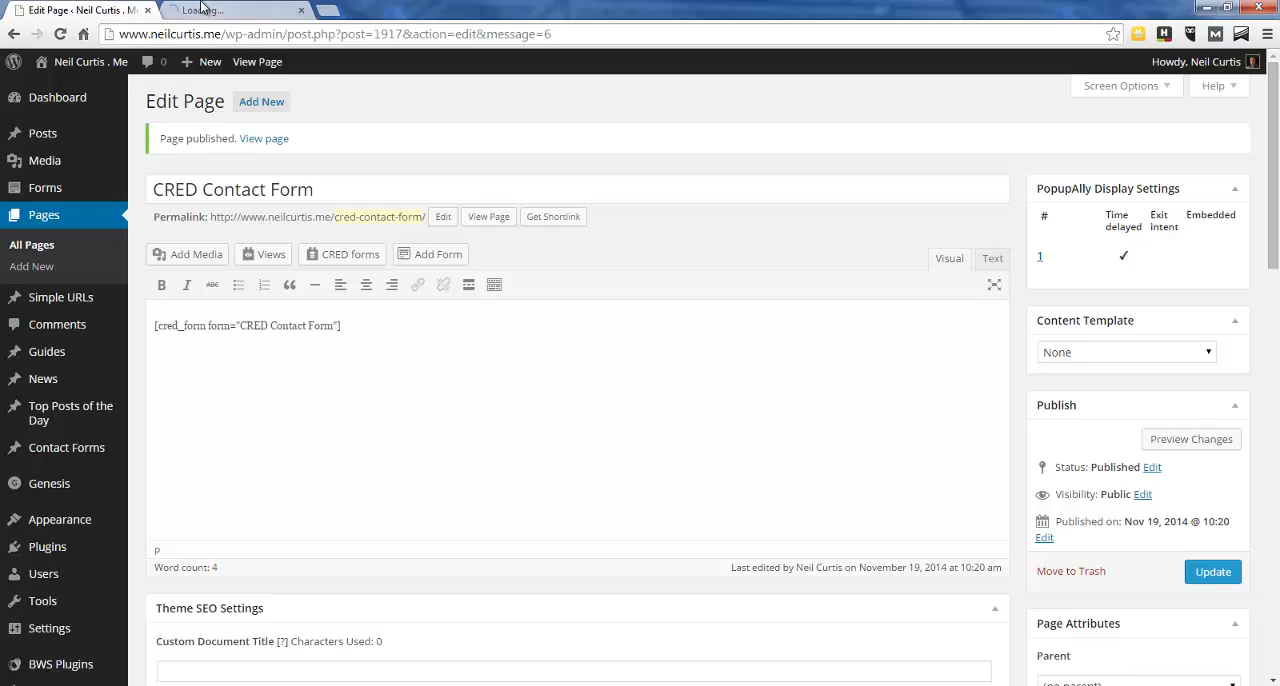 Edit Page ‹ Neil Curtis . M
Loading...
www.neilcurtis.me/wp-admin/post.php?post=1917&action=edit&message=6
Neil Curtis . Me
0
New
View Page
Howdy, Neil Curtis
Screen Options
Help
Dashboard
Posts
Media
Forms
Pages
All Pages
Add New
Simple URLs
Comments
Guides
News
Top Posts of the
Day
Contact Forms
Genesis
Appearance
Plugins
Users
Tools
Settings
BWS Plugins
Edit Page
Add New
Page published. View page
CRED Contact Form
Permalink: http://www.neilcurtis.me/cred-contact-form/
Edit
View Page
Get Shortlink
Add Media
Views
CRED forms
Add Form
Visual
Text
B
I
ABC
[cred_form form="CRED Contact Form"]
p
Word count: 4
Last edited by Neil Curtis on November 19, 2014 at 10:20 am
Theme SEO Settings
Custom Document Title [?] Characters Used: 0
PopupAlly Display Settings
#
Time
delayed
Exit
intent
Embedded
1
Content Template
None
Publish
Preview Changes
Status: Published Edit
Visibility: Public Edit
Published on: Nov 19, 2014 @ 10:20
Edit
Move to Trash
Update
Page Attributes
Parent
(no parent)